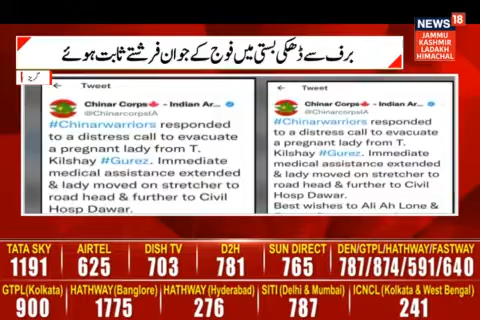 NEWS 18
JAMMU
KASHMIR
LADAKH
HIMACHAL
برف سے ڈھکی بستی میں فوج کے جوان فرشتے ثابت ہوئے
گریز
Tweet
Chinar Corps🍁 - Indian Ar...
@ChinarcorpsIA
#Chinarwarriors responded
to a distress call to evacuate
a pregnant lady from T.
Kilshay #Gurez. Immediate
medical assistance extended
& lady moved on stretcher to
road head & further to Civil
Hosp Dawar.
Tweet
Chinar Corps🍁 - Indian Ar...
@ChinarcorpsIA
#Chinarwarriors responded
to a distress call to evacuate
a pregnant lady from T.
Kilshay #Gurez. Immediate
medical assistance extended
& lady moved on stretcher to
road head & further to Civil
Hosp Dawar.
Best wishes to Ali Ah Lone &
TATA SKY AIRTEL DISH TV D2H SUN DIRECT DEN/GTPL/HATHWAY/FASTWAY
1191 625 703 781 765 787/874/591/640
GTPL(Kolkata) HATHWAY(Banglore) HATHWAY(Hyderabad) SITI (Delhi & Mumbai) ICNCL (Kolkata & West Bengal)
900 1775 276 787 241